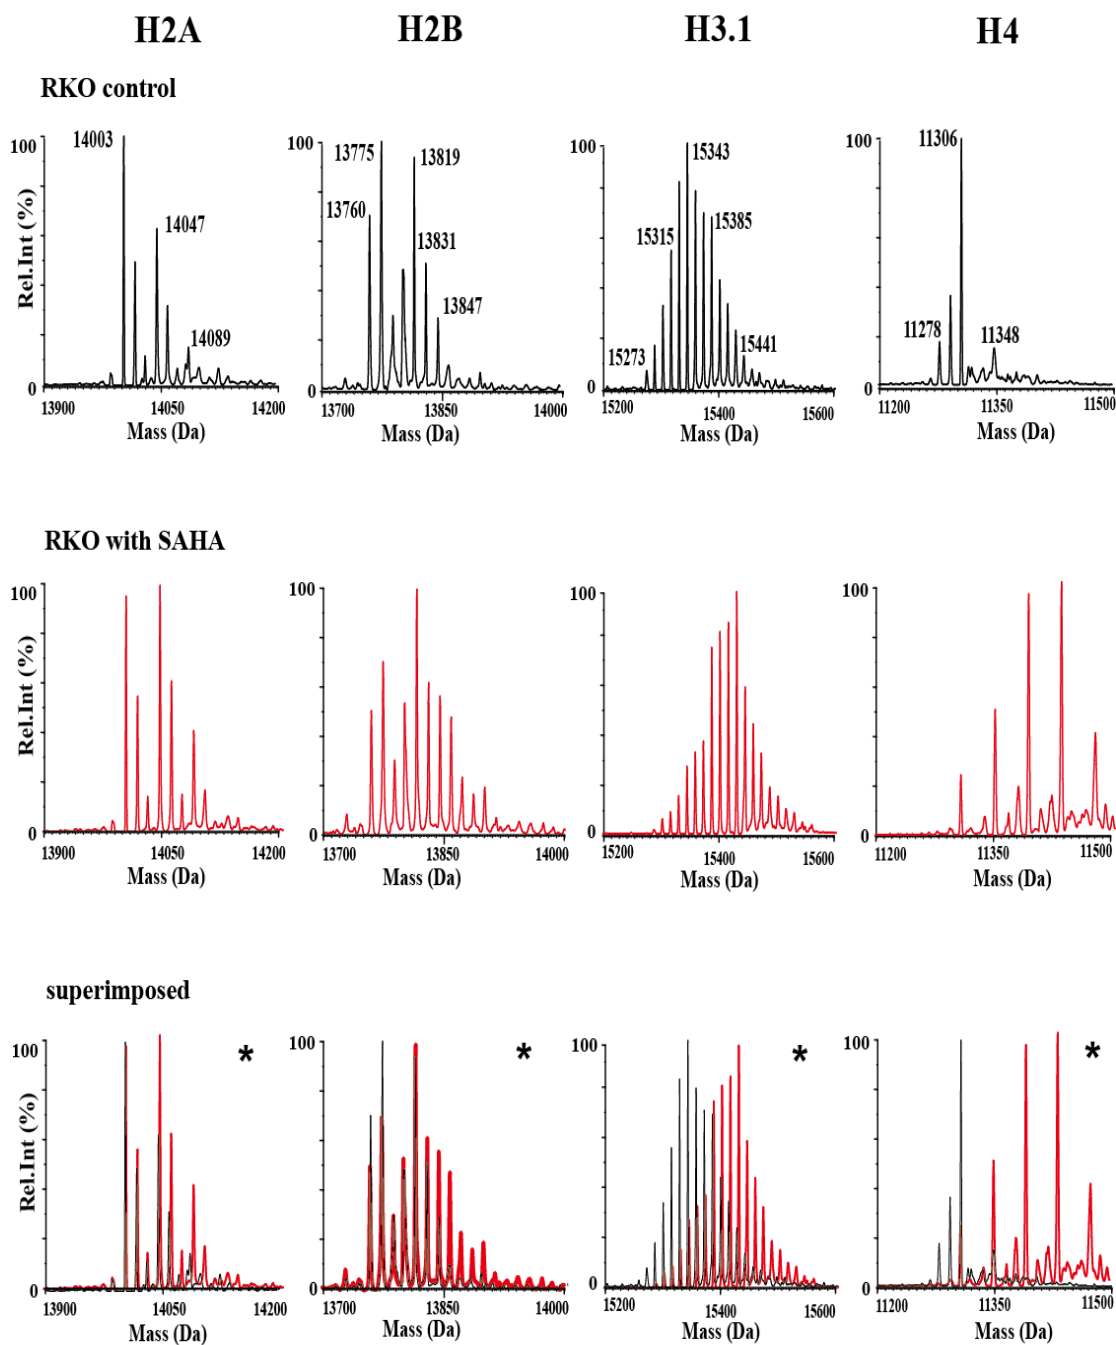 H2A H2B H3.1 H4
RKO control
100 14003 14047 14089 0
Rel.Int (%)
13900 14050 14200
Mass (Da)
100 13775 13819 13760 13831 13847 0
13700 13850 14000
Mass (Da)
100 15343 15315 15385 15273 15441 0
15200 15400 15600
Mass (Da)
100 11306 11278 11348 0
11200 11350 11500
Mass (Da)
RKO with SAHA
100 0
Rel.Int (%)
13900 14050 14200
Mass (Da)
100 0
13700 13850 14000
Mass (Da)
100 0
15200 15400 15600
Mass (Da)
100 0
11200 11350 11500
Mass (Da)
superimposed
100 * 0
Rel.Int (%)
13900 14050 14200
Mass (Da)
100 * 0
13700 13850 14000
Mass (Da)
100 * 0
15200 15400 15600
Mass (Da)
100 * 0
11200 11350 11500
Mass (Da)